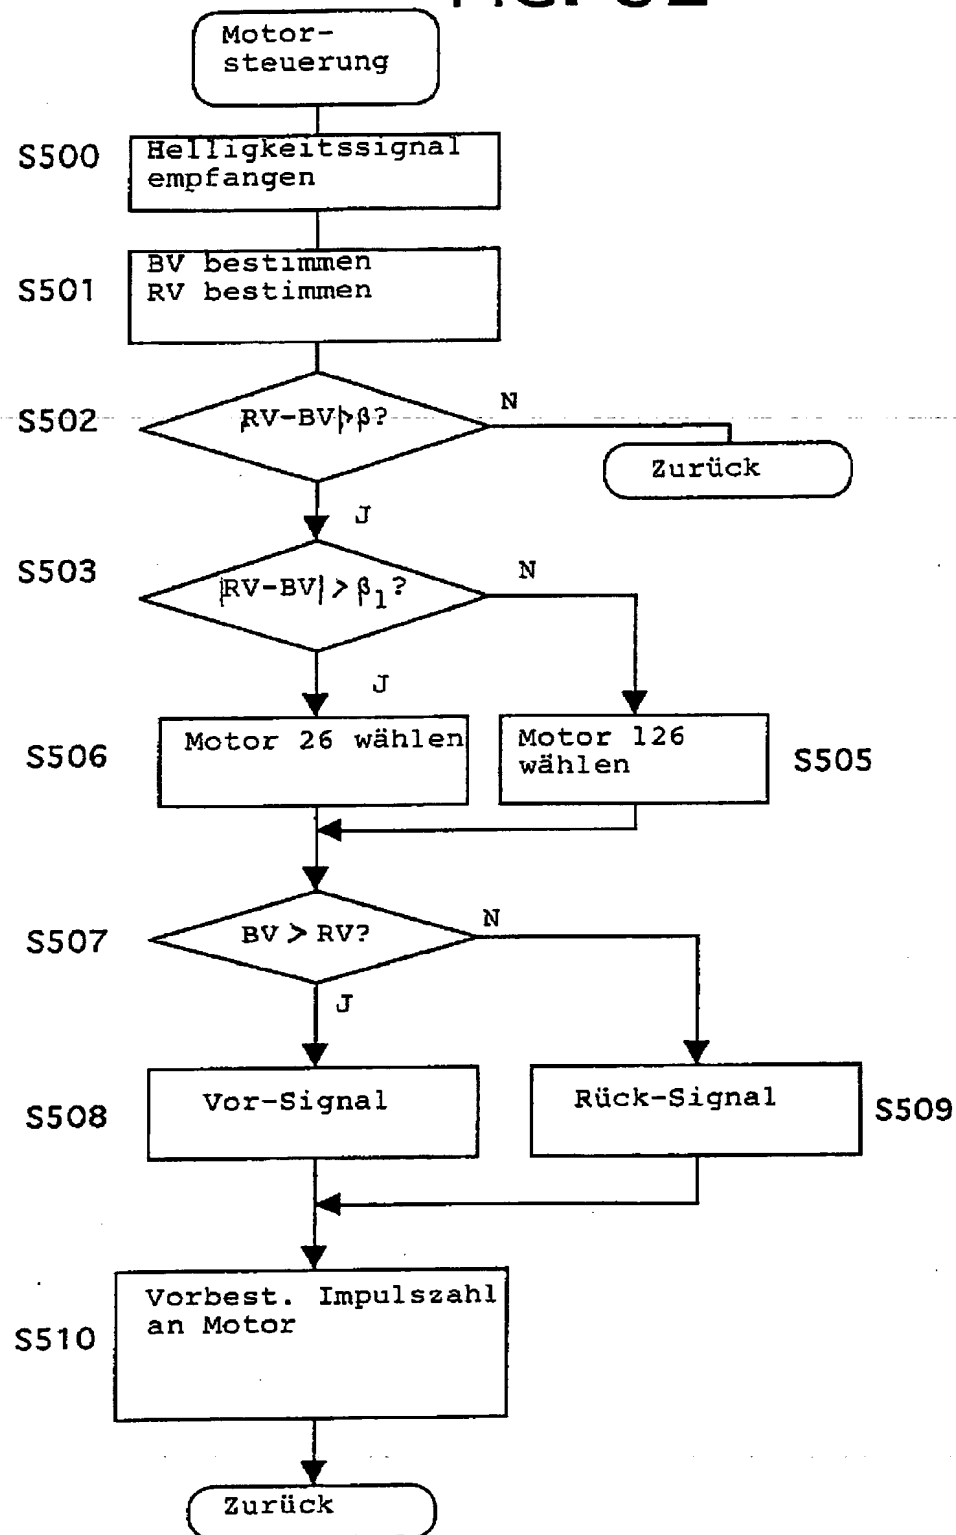 Motor-
steuerung
S500
Helligkeitssignal
empfangen
S501
BV bestimmen
RV bestimmen
S502
|RV-BV|>β?
N
Zurück
J
S503
|RV-BV| > β1?
N
J
S506
Motor 26 wählen
Motor 126
wählen
S505
S507
BV > RV?
N
J
S508
Vor-Signal
Rück-Signal
S509
S510
Vorbest. Impulszahl
an Motor
Zurück